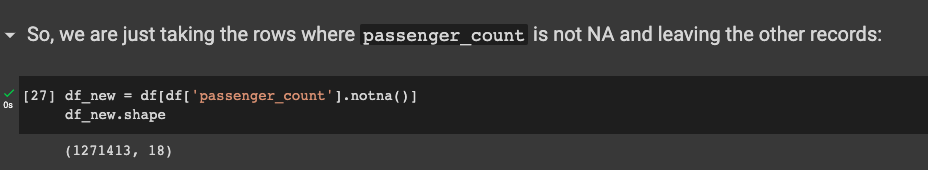 So, we are just taking the rows where passenger_count is not NA and leaving the other records:
[27] df_new = df[df['passenger_count'].notna()]
0s
df_new.shape
(1271413, 18)